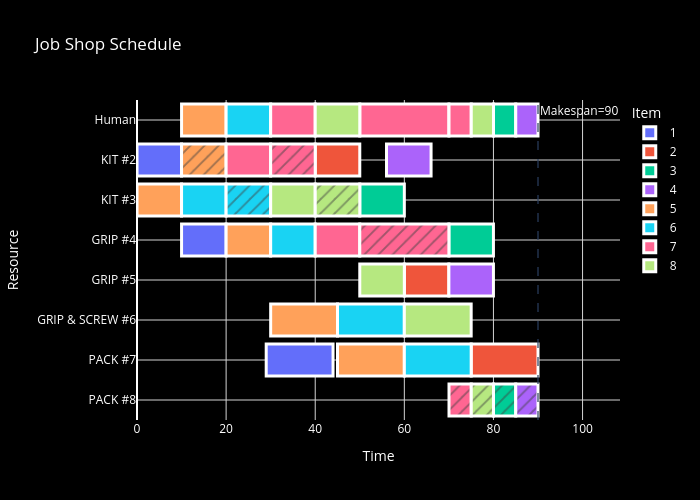 Job Shop Schedule
Makespan=90
Item
1
2
3
4
5
6
7
8
Resource
Human
KIT #2
KIT #3
GRIP #4
GRIP #5
GRIP & SCREW #6
PACK #7
PACK #8
0 20 40 60 80 100
Time